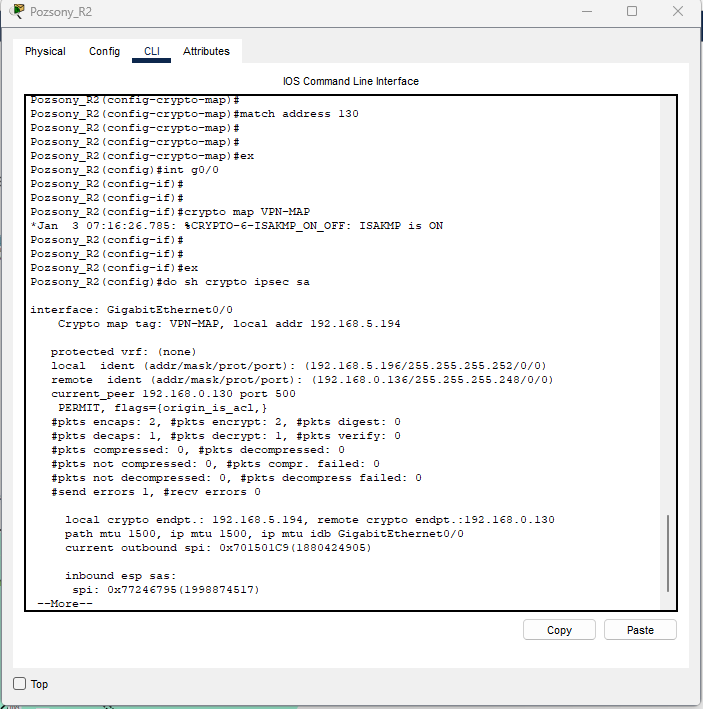 Pozsony_R2
Physical Config CLI Attributes
IOS Command Line Interface
Pozsony_R2(config-crypto-map)#
Pozsony_R2(config-crypto-map)#match address 130
Pozsony_R2(config-crypto-map)#
Pozsony_R2(config-crypto-map)#
Pozsony_R2(config-crypto-map)#ex
Pozsony_R2(config)#int g0/0
Pozsony_R2(config-if)#
Pozsony_R2(config-if)#
Pozsony_R2(config-if)#crypto map VPN-MAP
*Jan  3 07:16:26.785: %CRYPTO-6-ISAKMP_ON_OFF: ISAKMP is ON
Pozsony_R2(config-if)#
Pozsony_R2(config-if)#
Pozsony_R2(config-if)#ex
Pozsony_R2(config)#do sh crypto ipsec sa
interface: GigabitEthernet0/0
Crypto map tag: VPN-MAP, local addr 192.168.5.194
protected vrf: (none)
local  ident (addr/mask/prot/port): (192.168.5.196/255.255.255.252/0/0)
remote  ident (addr/mask/prot/port): (192.168.0.136/255.255.255.248/0/0)
current_peer 192.168.0.130 port 500
PERMIT, flags={origin_is_acl,}
#pkts encaps: 2, #pkts encrypt: 2, #pkts digest: 0
#pkts decaps: 1, #pkts decrypt: 1, #pkts verify: 0
#pkts compressed: 0, #pkts decompressed: 0
#pkts not compressed: 0, #pkts compr. failed: 0
#pkts not decompressed: 0, #pkts decompress failed: 0
#send errors 1, #recv errors 0
local crypto endpt.: 192.168.5.194, remote crypto endpt.:192.168.0.130
path mtu 1500, ip mtu 1500, ip mtu idb GigabitEthernet0/0
current outbound spi: 0x701501C9(1880424905)
inbound esp sas:
spi: 0x77246795(1998874517)
--More--
Copy Paste
Top